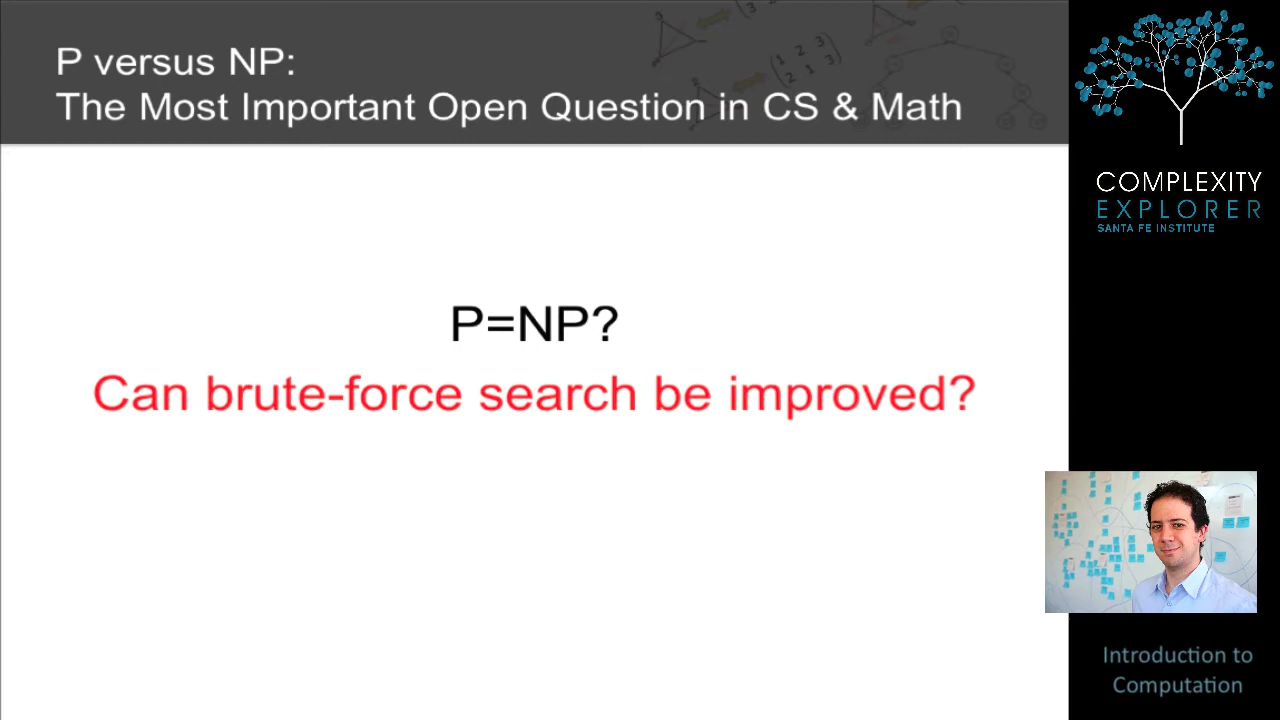 P versus NP:
The Most Important Open Question in CS & Math
P=NP?
Can brute-force search be improved?
COMPLEXITY
EXPLORER
SANTA FE INSTITUTE
Introduction to
Computation